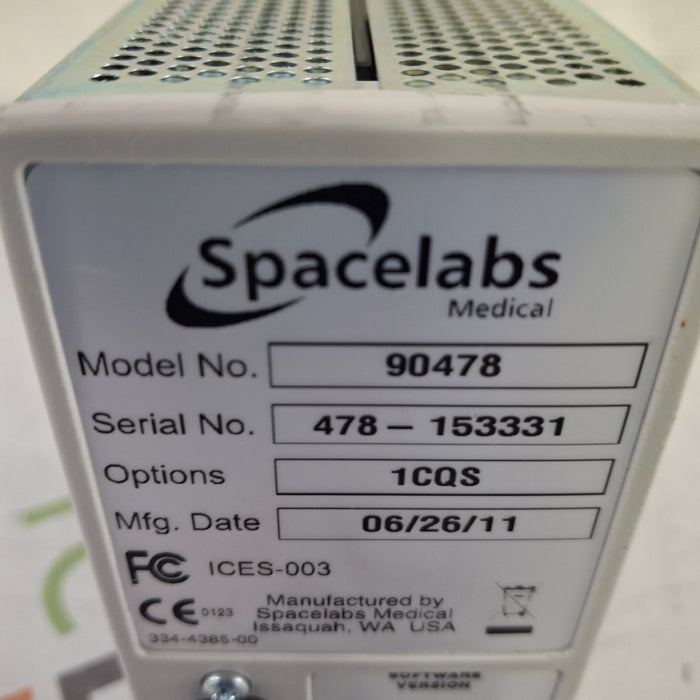 Spacelabs
Medical
Model No. 90478
Serial No. 478 – 153331
Options 1CQS
Mfg. Date 06/26/11
FC ICES-003
CE 0123 Manufactured by
Spacelabs Medical
Issaquah, WA USA
334-4385-00
SOFTWARE
VERSION